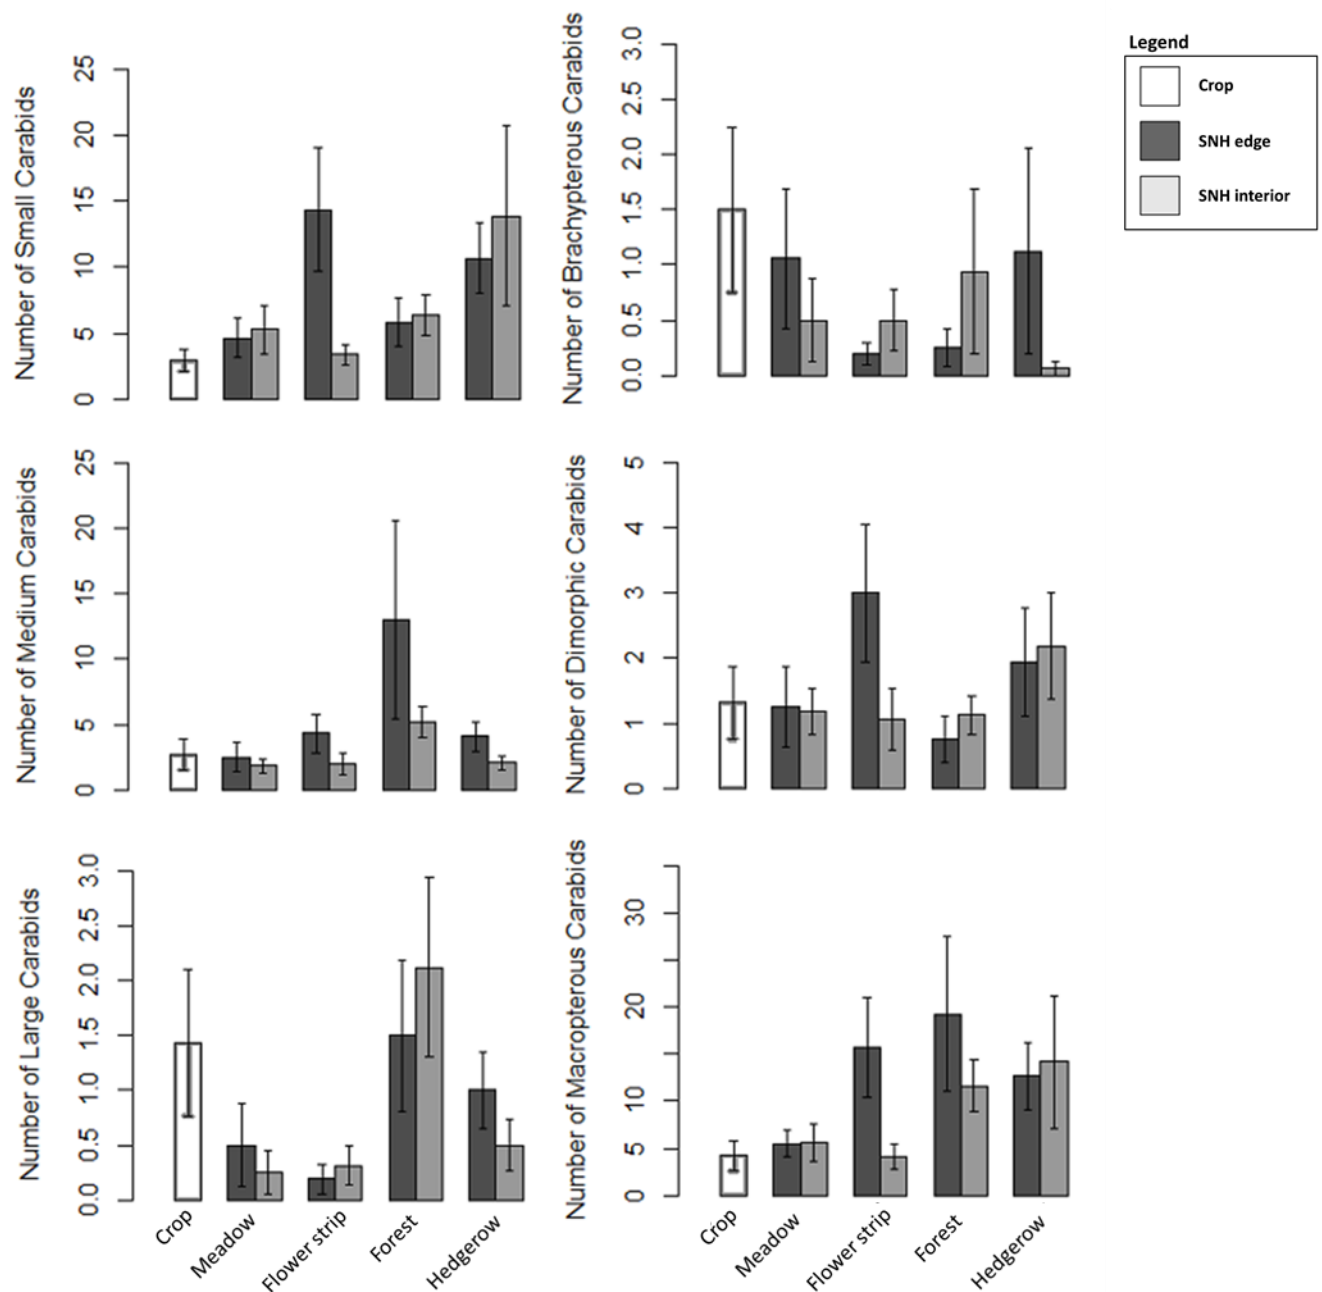 Legend
Crop
SNH edge
SNH interior
Number of Small Carabids
0 5 10 15 20 25
Number of Brachypterous Carabids
0.0 0.5 1.0 1.5 2.0 2.5 3.0
Number of Medium Carabids
0 5 10 15 20 25
Number of Dimorphic Carabids
0 1 2 3 4 5
Number of Large Carabids
0.0 0.5 1.0 1.5 2.0 2.5 3.0
Crop
Meadow
Flower strip
Forest
Hedgerow
Number of Macropterous Carabids
0 5 10 20 30
Crop
Meadow
Flower strip
Forest
Hedgerow